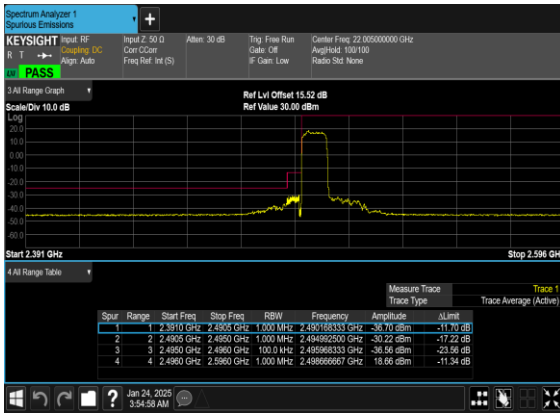 Spectrum Analyzer 1
Spurious Emissions
+
KEYSIGHT Input: RF Input Z: 50 Ω Atten: 30 dB Trig: Free Run Center Freq: 22.005000000 GHz
R T Coupling: DC Corr CCorr Gate: Off Avg|Hold: 100/100
Align: Auto Freq Ref: Int (S) IF Gain: Low Radio Std: None
PASS
3 All Range Graph
Ref Lvl Offset 15.52 dB
Scale/Div 10.0 dB Ref Value 30.00 dBm
Log
20.0
10.0
0.00
-10.0
-20.0
-30.0
-40.0
-50.0
-60.0
Start 2.391 GHz Stop 2.596 GH
4 All Range Table
Measure Trace Trace 1
Trace Type Trace Average (Active)
Spur Range Start Freq Stop Freq RBW Frequency Amplitude ΔLimit
1 1 2.3910 GHz 2.4905 GHz 1.000 MHz 2.490168333 GHz -36.70 dBm -11.70 dB
2 2 2.4905 GHz 2.4950 GHz 1.000 MHz 2.494992500 GHz -30.22 dBm -17.22 dB
3 3 2.4950 GHz 2.4960 GHz 100.0 kHz 2.495968333 GHz -36.56 dBm -23.56 dB
4 4 2.4960 GHz 2.5960 GHz 1.000 MHz 2.498666667 GHz 18.66 dBm -11.34 dB
?
Jan 24, 2025
3:54:58 AM